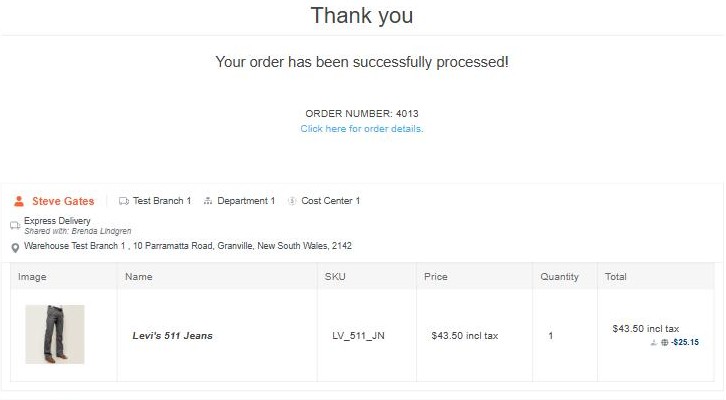 Thank you
Your order has been successfully processed!
ORDER NUMBER: 4013
Click here for order details.
Steve Gates Test Branch 1 Department 1 Cost Center 1
Express Delivery
Shared with: Brenda Lindgren
Warehouse Test Branch 1 , 10 Parramatta Road, Granville, New South Wales, 2142
Image Name SKU Price Quantity Total
Levi's 511 Jeans LV_511_JN $43.50 incl tax 1 $43.50 incl tax
-$25.15